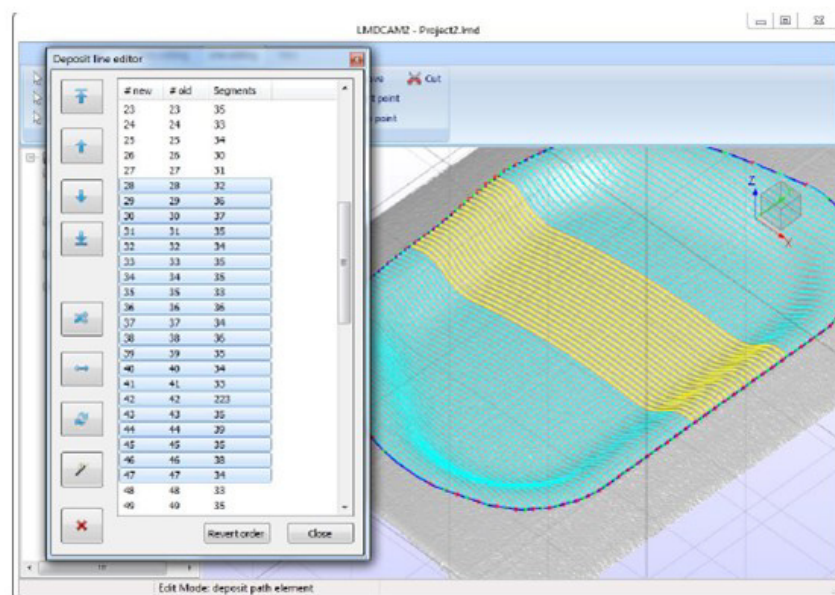 LMDCAM2 - Project2.lmd
Deposit line editor
Cut
point
point
# new # old Segments
23 23 35
24 24 33
25 25 34
26 26 30
27 27 31
28 28 32
29 29 36
30 30 37
31 31 35
32 32 34
33 33 35
34 34 35
35 35 33
36 36 36
37 37 34
38 38 36
39 39 35
40 40 34
41 41 33
42 42 223
43 43 35
44 44 39
45 45 35
46 46 38
47 47 34
48 48 33
49 49 35
Revert order Close
Z
X
Edit Mode: deposit path element